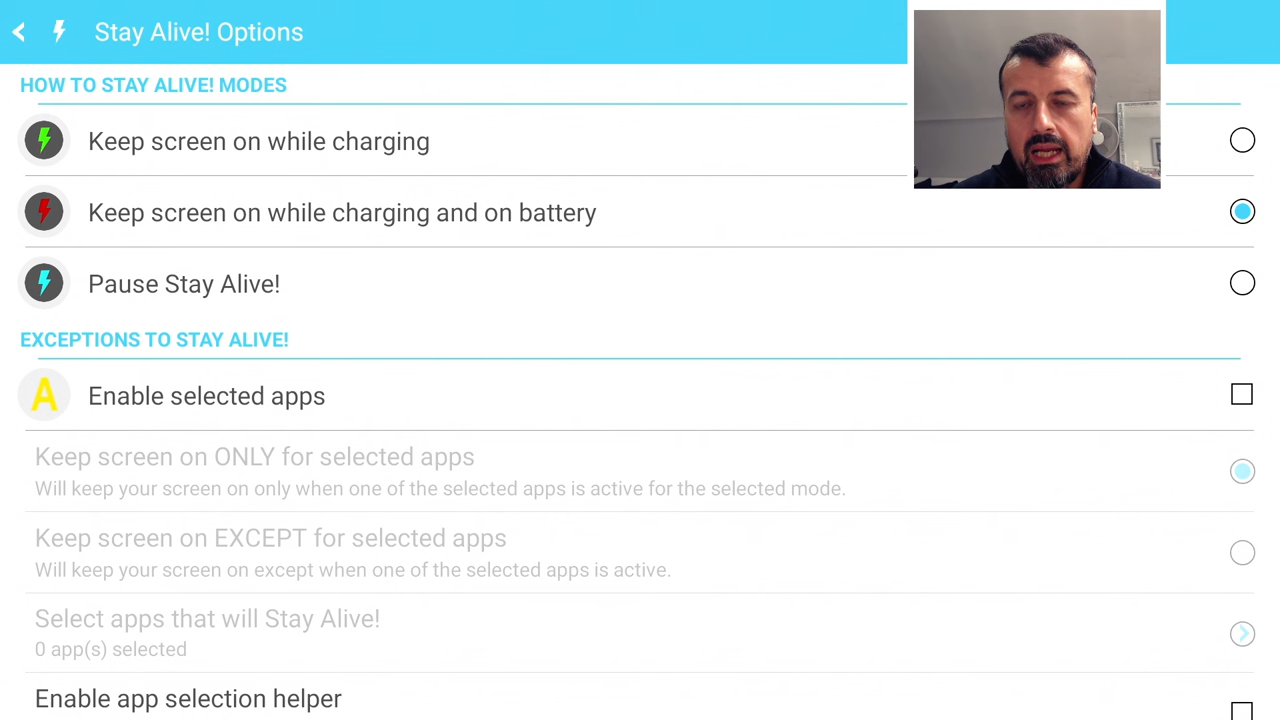 Stay Alive! Options
HOW TO STAY ALIVE! MODES
Keep screen on while charging
Keep screen on while charging and on battery
Pause Stay Alive!
EXCEPTIONS TO STAY ALIVE!
A Enable selected apps
Keep screen on ONLY for selected apps
Will keep your screen on only when one of the selected apps is active for the selected mode.
Keep screen on EXCEPT for selected apps
Will keep your screen on except when one of the selected apps is active.
Select apps that will Stay Alive!
0 app(s) selected
Enable app selection helper